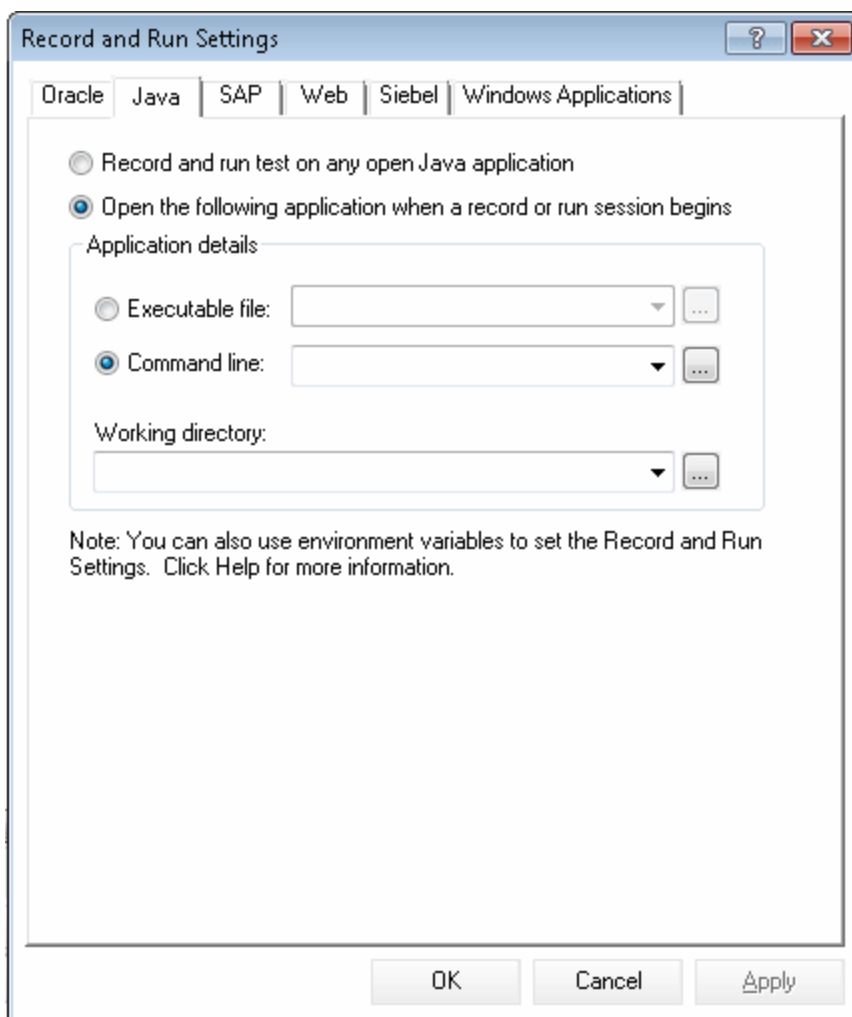 Record and Run Settings
?
Oracle Java SAP Web Siebel Windows Applications
Record and run test on any open Java application
Open the following application when a record or run session begins
Application details
Executable file:
...
Command line:
...
Working directory:
...
Note: You can also use environment variables to set the Record and Run
Settings. Click Help for more information.
OK Cancel Apply